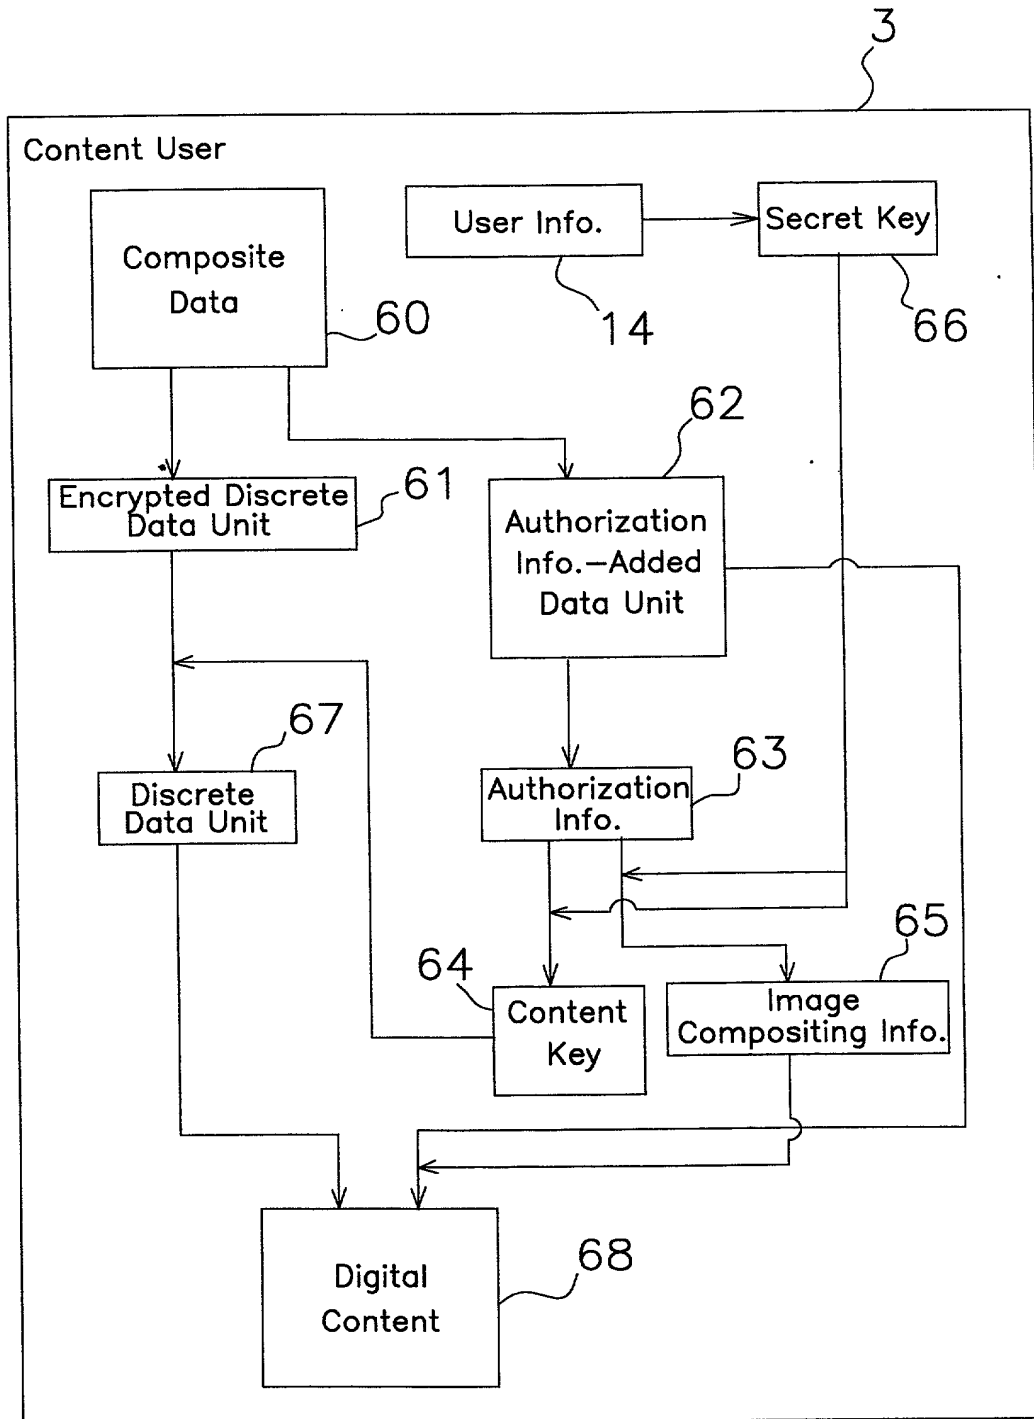 3
Content User
Composite
Data
60
User Info.
14
Secret Key
66
Encrypted Discrete
Data Unit
61
62
Authorization
Info.-Added
Data Unit
67
Discrete
Data Unit
63
Authorization
Info.
64
Content
Key
65
Image
Compositing Info.
Digital
Content
68